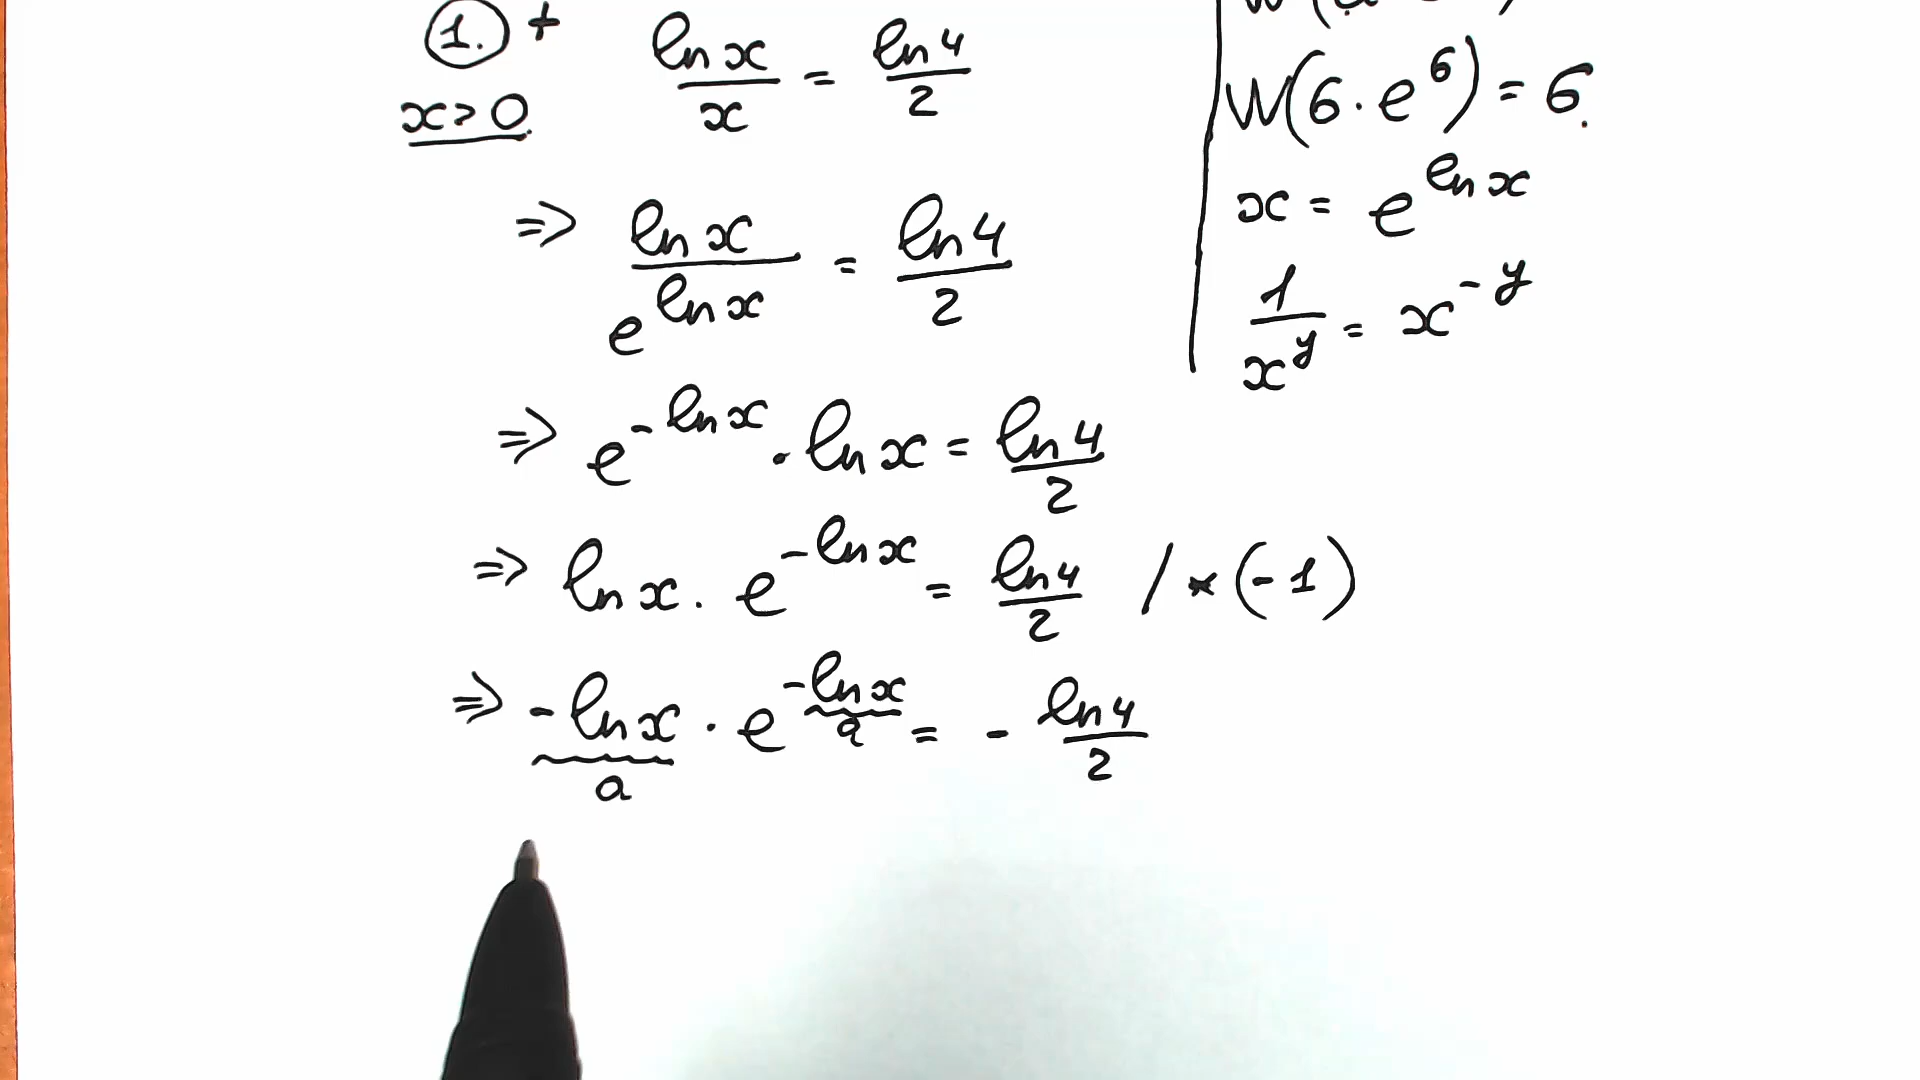 1. + ln x / x = ln 4 / 2
x > 0
=> ln x / e^(ln x) = ln 4 / 2
=> e^(-ln x) · ln x = ln 4 / 2
=> ln x · e^(-ln x) = ln 4 / 2 / * (-1)
=> -ln x · e^(-ln x) = - ln 4 / 2
a a
W(6 · e^6) = 6.
x = e^(ln x)
1 / x^y = x^(-y)